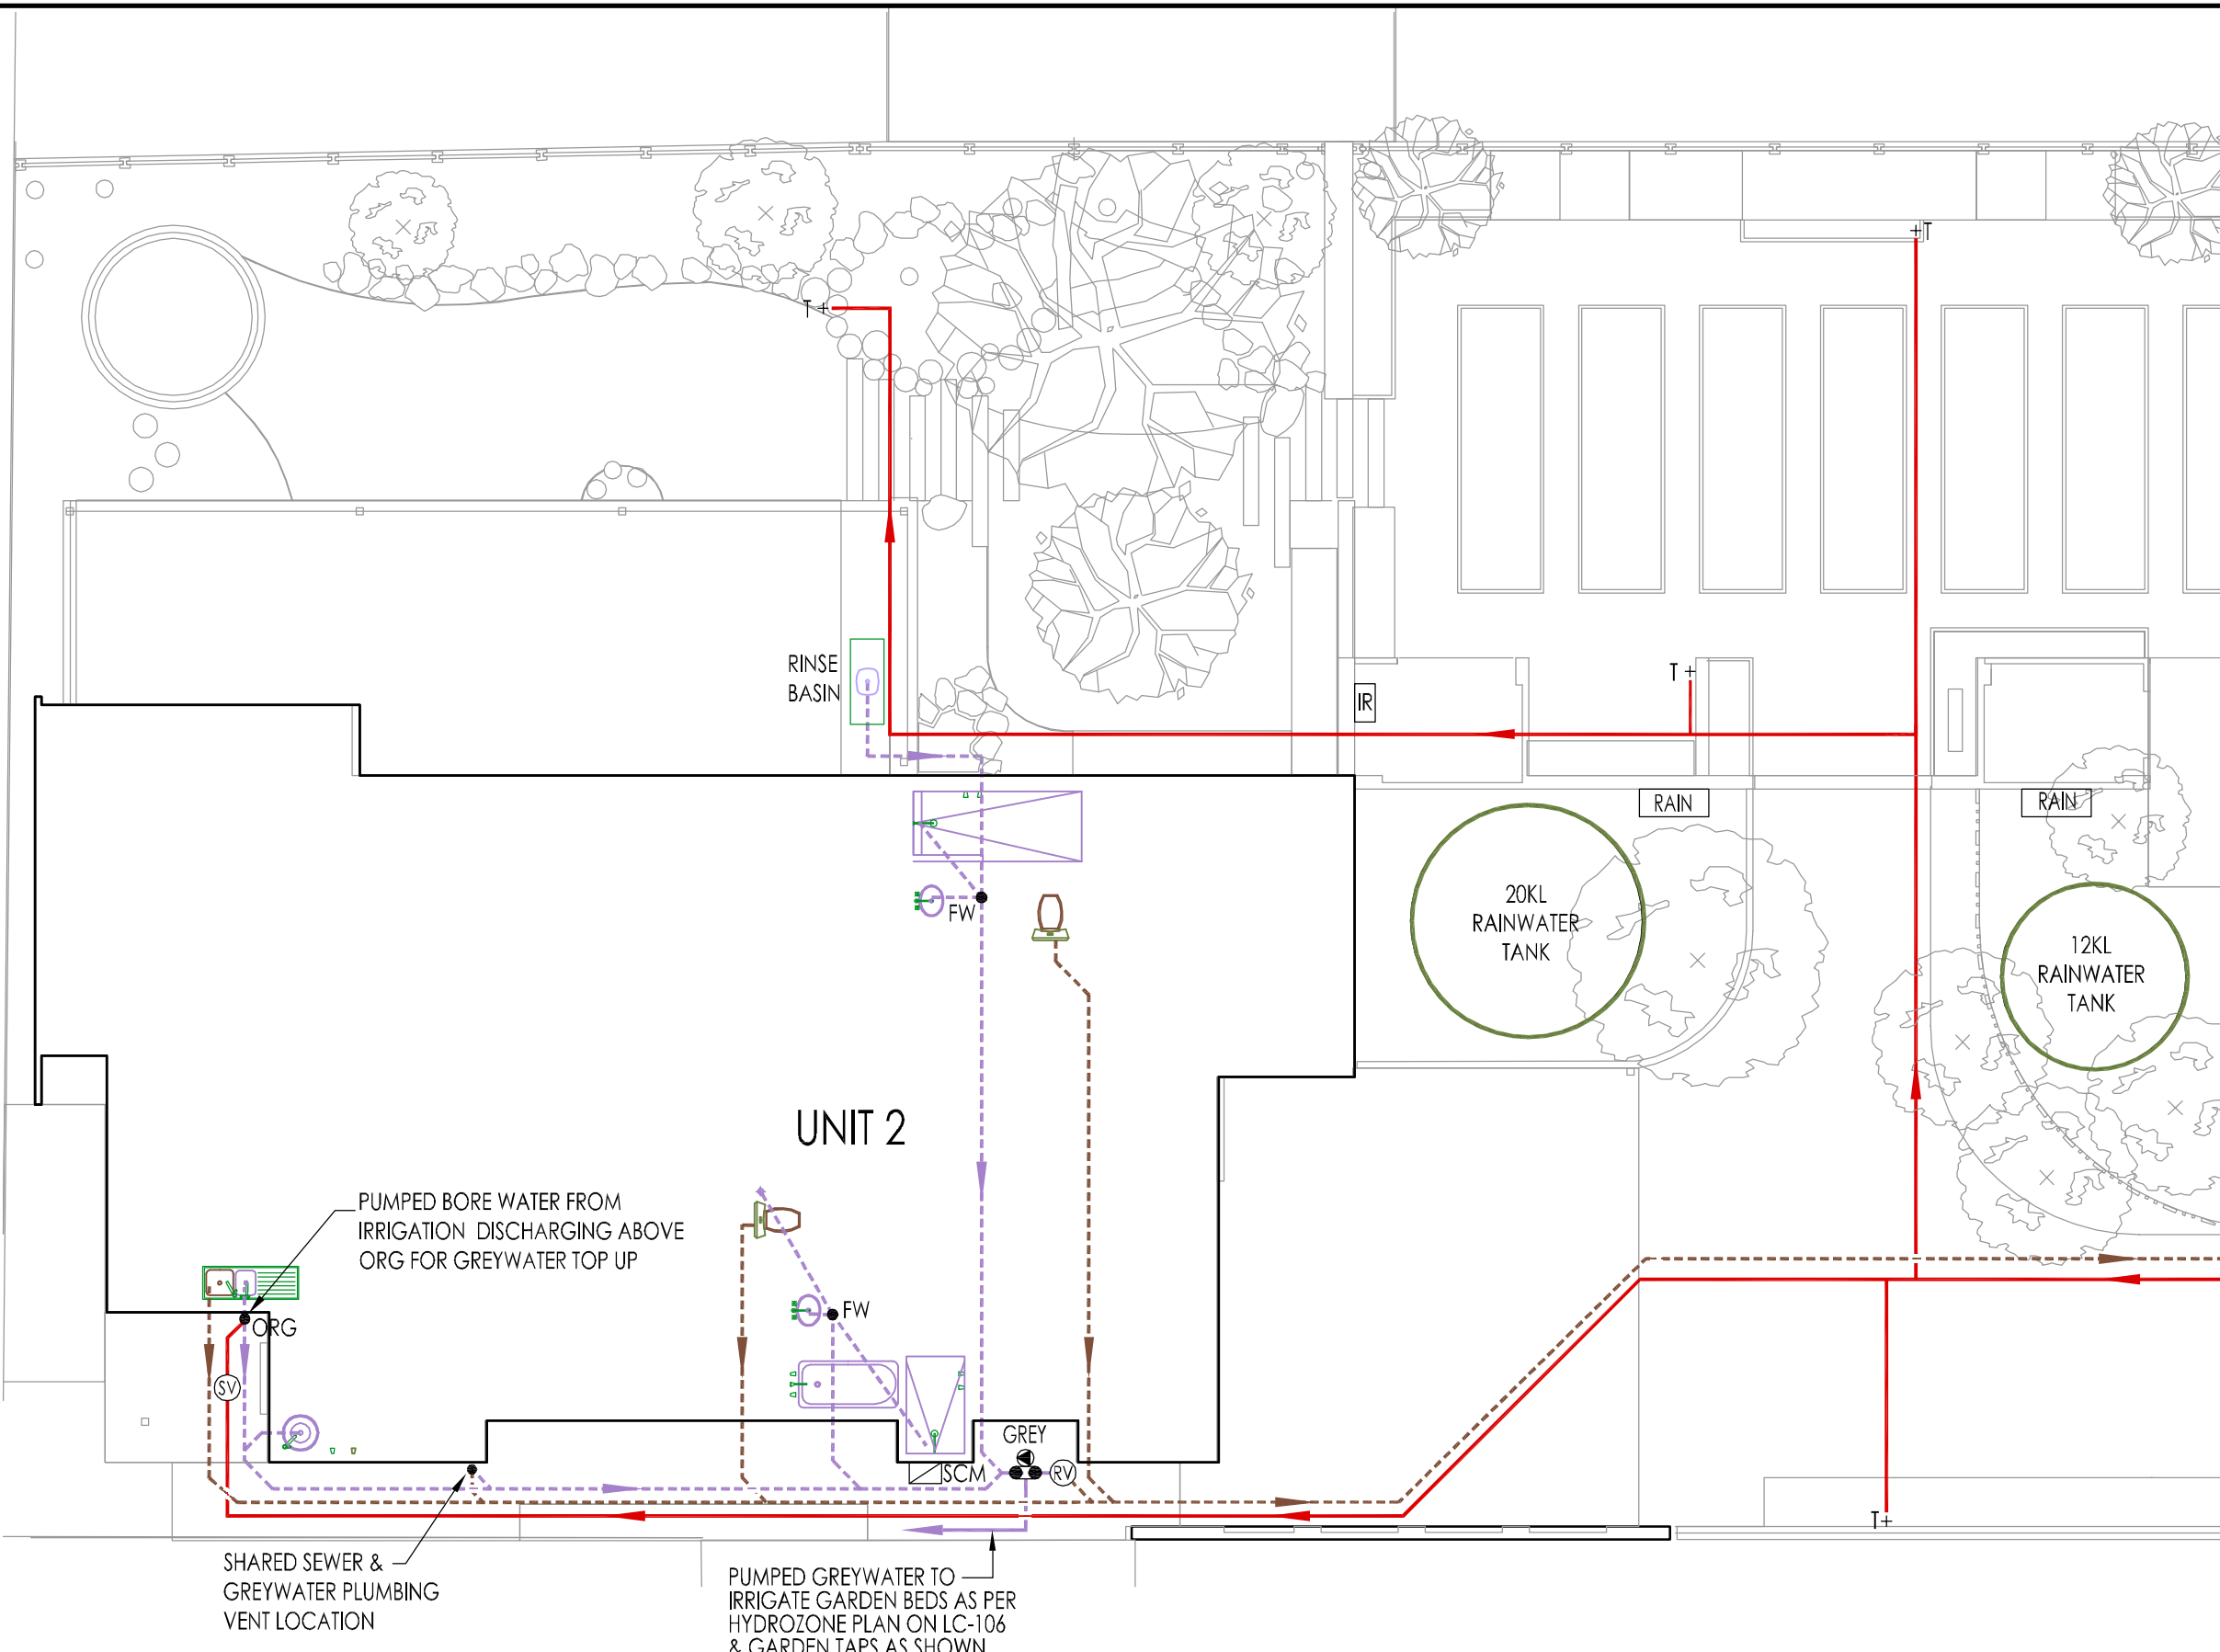 T
T
RINSE
BASIN
IR
T
RAIN
RAIN
20KL
RAINWATER
TANK
FW
12KL
RAINWATER
TANK
UNIT 2
PUMPED BORE WATER FROM
IRRIGATION DISCHARGING ABOVE
ORG FOR GREYWATER TOP UP
FW
ORG
SV
GREY
SCM
RV
T
SHARED SEWER &
GREYWATER PLUMBING
VENT LOCATION
PUMPED GREYWATER TO
IRRIGATE GARDEN BEDS AS PER
HYDROZONE PLAN ON LC-106
& GARDEN TAPS AS SHOWN